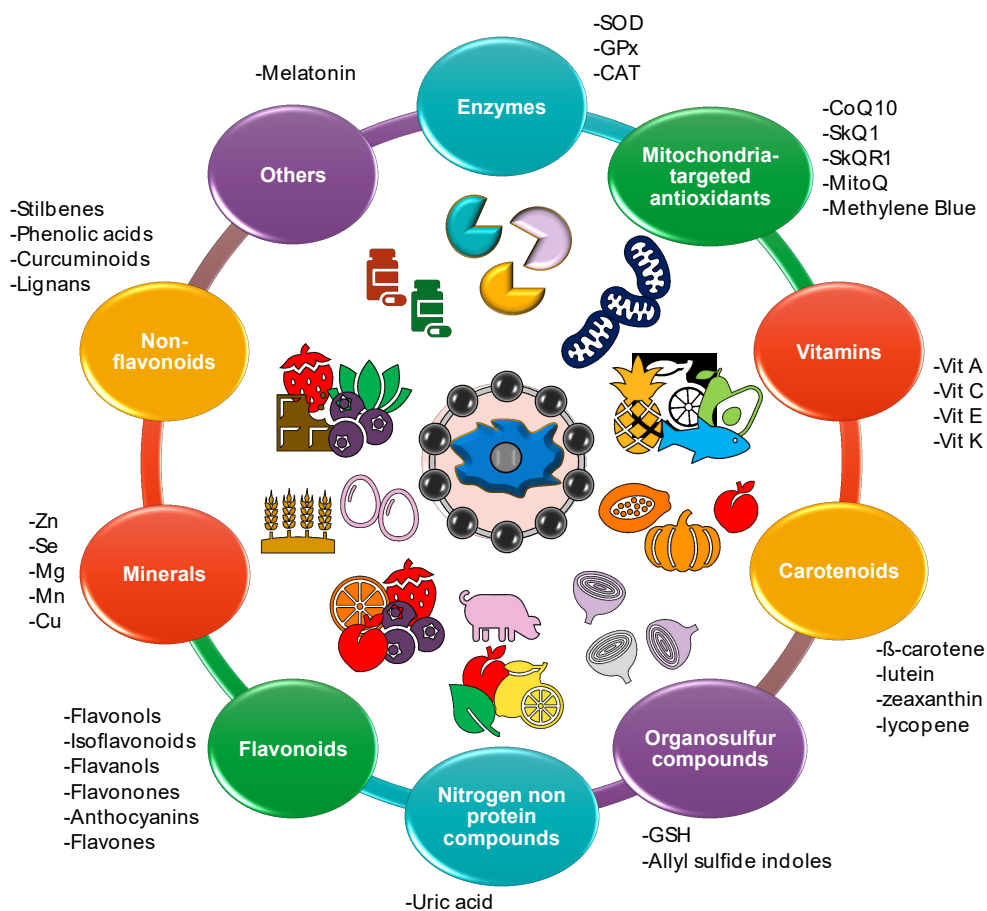 Enzymes
-SOD
-GPx
-CAT
Mitochondria-
targeted
antioxidants
-CoQ10
-SkQ1
-SkQR1
-MitoQ
-Methylene Blue
Vitamins
-Vit A
-Vit C
-Vit E
-Vit K
Carotenoids
-ß-carotene
-lutein
-zeaxanthin
-lycopene
Organosulfur
compounds
-GSH
-Allyl sulfide indoles
Nitrogen non
protein
compounds
-Uric acid
Flavonoids
-Flavonols
-Isoflavonoids
-Flavanols
-Flavonones
-Anthocyanins
-Flavones
Minerals
-Zn
-Se
-Mg
-Mn
-Cu
Non-
flavonoids
-Stilbenes
-Phenolic acids
-Curcuminoids
-Lignans
Others
-Melatonin